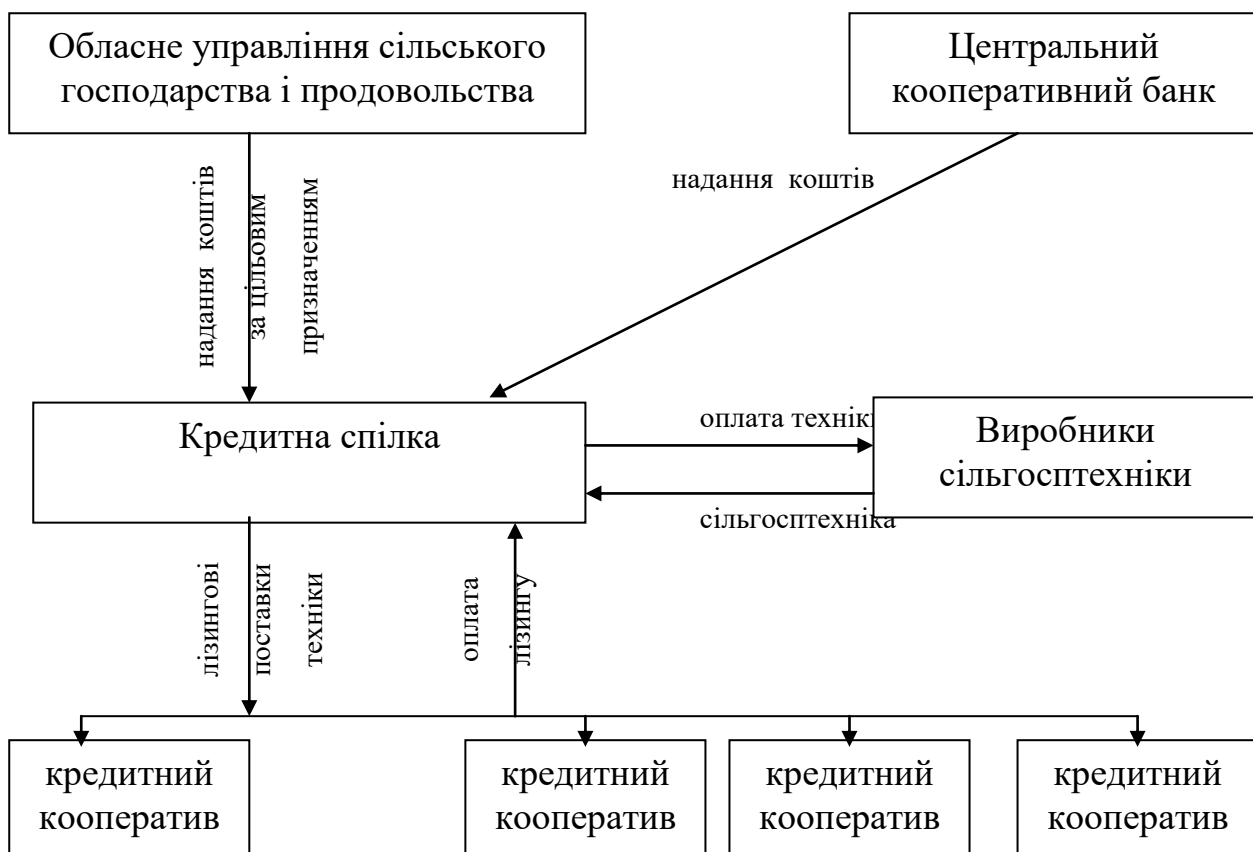 Обласне управління сільського
господарства і продовольства
Центральний
кооперативний банк
надання коштів
за цільовим
призначенням
надання коштів
Кредитна спілка
оплата техніки
Виробники
сільгосптехніки
сільгосптехніка
лізингові
поставки
техніки
оплата
лізингу
кредитний
кооператив
кредитний
кооператив
кредитний
кооператив
кредитний
кооператив